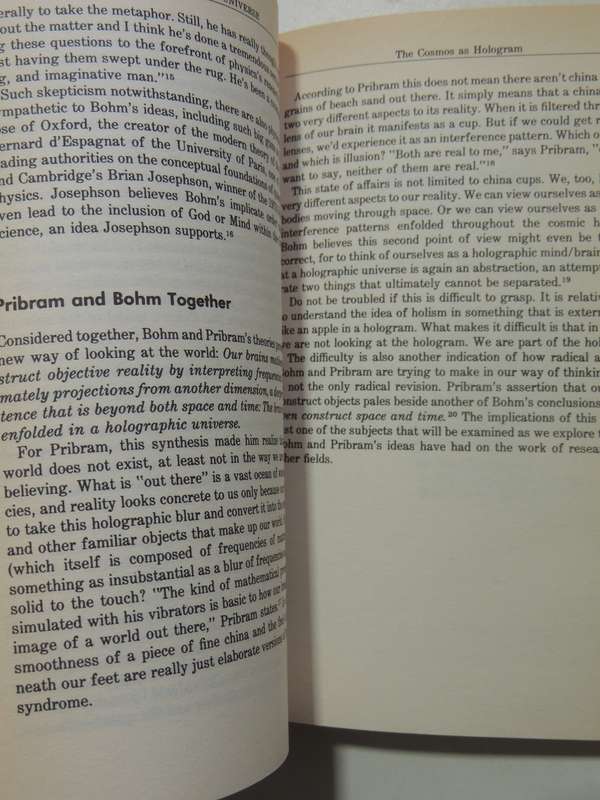 UNIVERSE
erally to take the metaphor. Still, he has really
out the matter and I think he's done a tremendous
g these questions to the forefront of physics's
st having them swept under the rug. He's been a
g, and imaginative man."15
Such skepticism notwithstanding, there are also
mpathetic to Bohm's ideas, including such big
ose of Oxford, the creator of the modern theory of
ernard d'Espagnat of the University of Paris, one
ading authorities on the conceptual foundations of
nd Cambridge's Brian Josephson, winner of the
hysics. Josephson believes Bohm's implicate
ven lead to the inclusion of God or Mind within
cience, an idea Josephson supports.16
Pribram and Bohm Together
Considered together, Bohm and Pribram's theories
new way of looking at the world: Our brains
struct objective reality by interpreting
mately projections from another dimension, a
tence that is beyond both space and time: The
enfolded in a holographic universe.
For Pribram, this synthesis made him realize
world does not exist, at least not in the way we
believing. What is "out there" is a vast ocean of
cies, and reality looks concrete to us only because
to take this holographic blur and convert it into
and other familiar objects that make up our world.
(which itself is composed of frequencies of
something as insubstantial as a blur of frequencies
solid to the touch? "The kind of mathematical
simulated with his vibrators is basic to how our
image of a world out there," Pribram states.
smoothness of a piece of fine china and the
neath our feet are really just elaborate versions
syndrome.
The Cosmos as Hologram
According to Pribram this does not mean there aren't china
grains of beach sand out there. It simply means that a china
two very different aspects to its reality. When it is filtered
lens of our brain it manifests as a cup. But if we could get
lenses, we'd experience it as an interference pattern. Which
and which is illusion? "Both are real to me," says Pribram, "
want to say, neither of them are real."18
This state of affairs is not limited to china cups. We, too,
very different aspects to our reality. We can view ourselves as
bodies moving through space. Or we can view ourselves as
interference patterns enfolded throughout the cosmic
Bohm believes this second point of view might even be
correct, for to think of ourselves as a holographic mind/brain
at a holographic universe is again an abstraction, an attempt
rate two things that ultimately cannot be separated.19
Do not be troubled if this is difficult to grasp. It is
o understand the idea of holism in something that is
ike an apple in a hologram. What makes it difficult is that in
we are not looking at the hologram. We are part of the
The difficulty is also another indication of how radical a
Bohm and Pribram are trying to make in our way of
not the only radical revision. Pribram's assertion that
construct objects pales beside another of Bohm's conclusions
ven construct space and time.20 The implications of this
st one of the subjects that will be examined as we explore
ohm and Pribram's ideas have had on the work of
her fields.